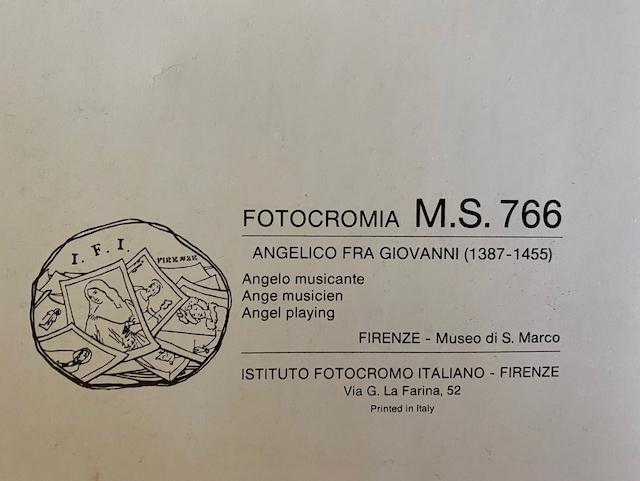 FOTOCROMIA M.S. 766
ANGELICO FRA GIOVANNI (1387-1455)
Angelo musicante
Ange musicien
Angel playing
FIRENZE - Museo di S. Marco
ISTITUTO FOTOCROMO ITALIANO - FIRENZE
Via G. La Farina, 52
Printed in Italy
I. F. I.
FIRENZE